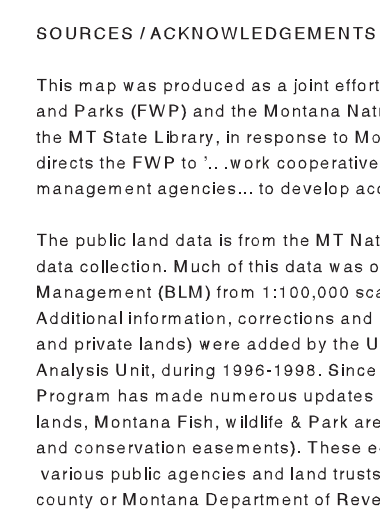 SOURCES / ACKNOWLEDGEMENTS
This map was produced as a joint effort
and Parks (FWP) and the Montana Nat
the MT State Library, in response to Mo
directs the FWP to '.. .work cooperative
management agencies... to develop acc
The public land data is from the MT Nat
data collection. Much of this data was o
Management (BLM) from 1:100,000 sca
Additional information, corrections and
and private lands) were added by the U
Analysis Unit, during 1996-1998. Since
Program has made numerous updates
lands, Montana Fish, wildlife & Park are
and conservation easements). These e
various public agencies and land trusts
county or Montana Department of Reve